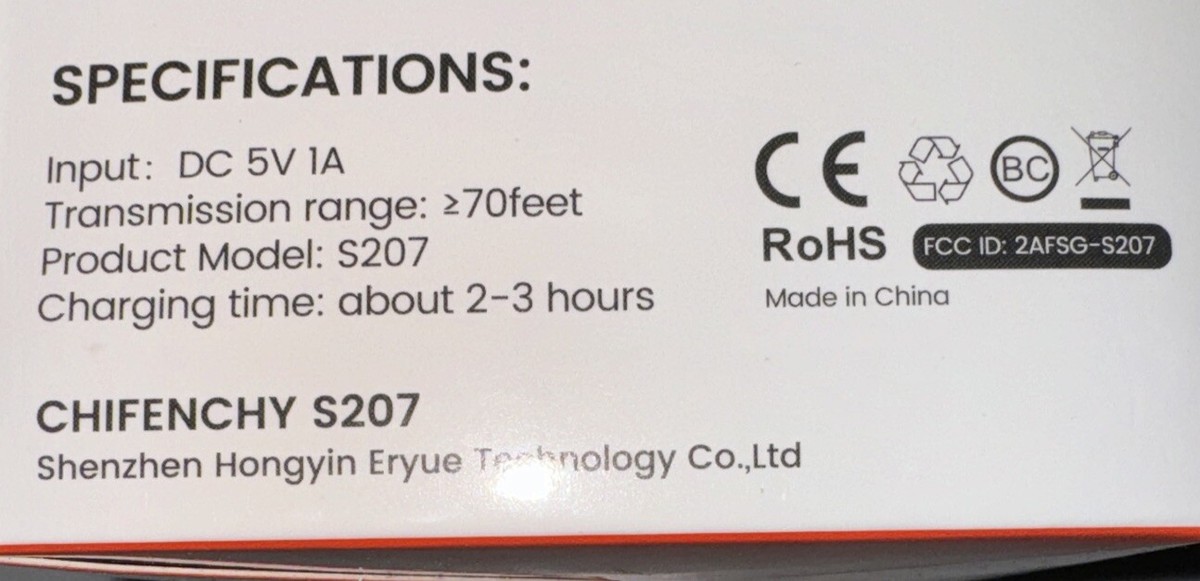 SPECIFICATIONS:
Input: DC 5V 1A
Transmission range: ≥70feet
Product Model: S207
Charging time: about 2-3 hours
CE BC
RoHS FCC ID: 2AFSG-S207
Made in China
CHIFENCHY S207
Shenzhen Hongyin Eryue Technology Co.,Ltd